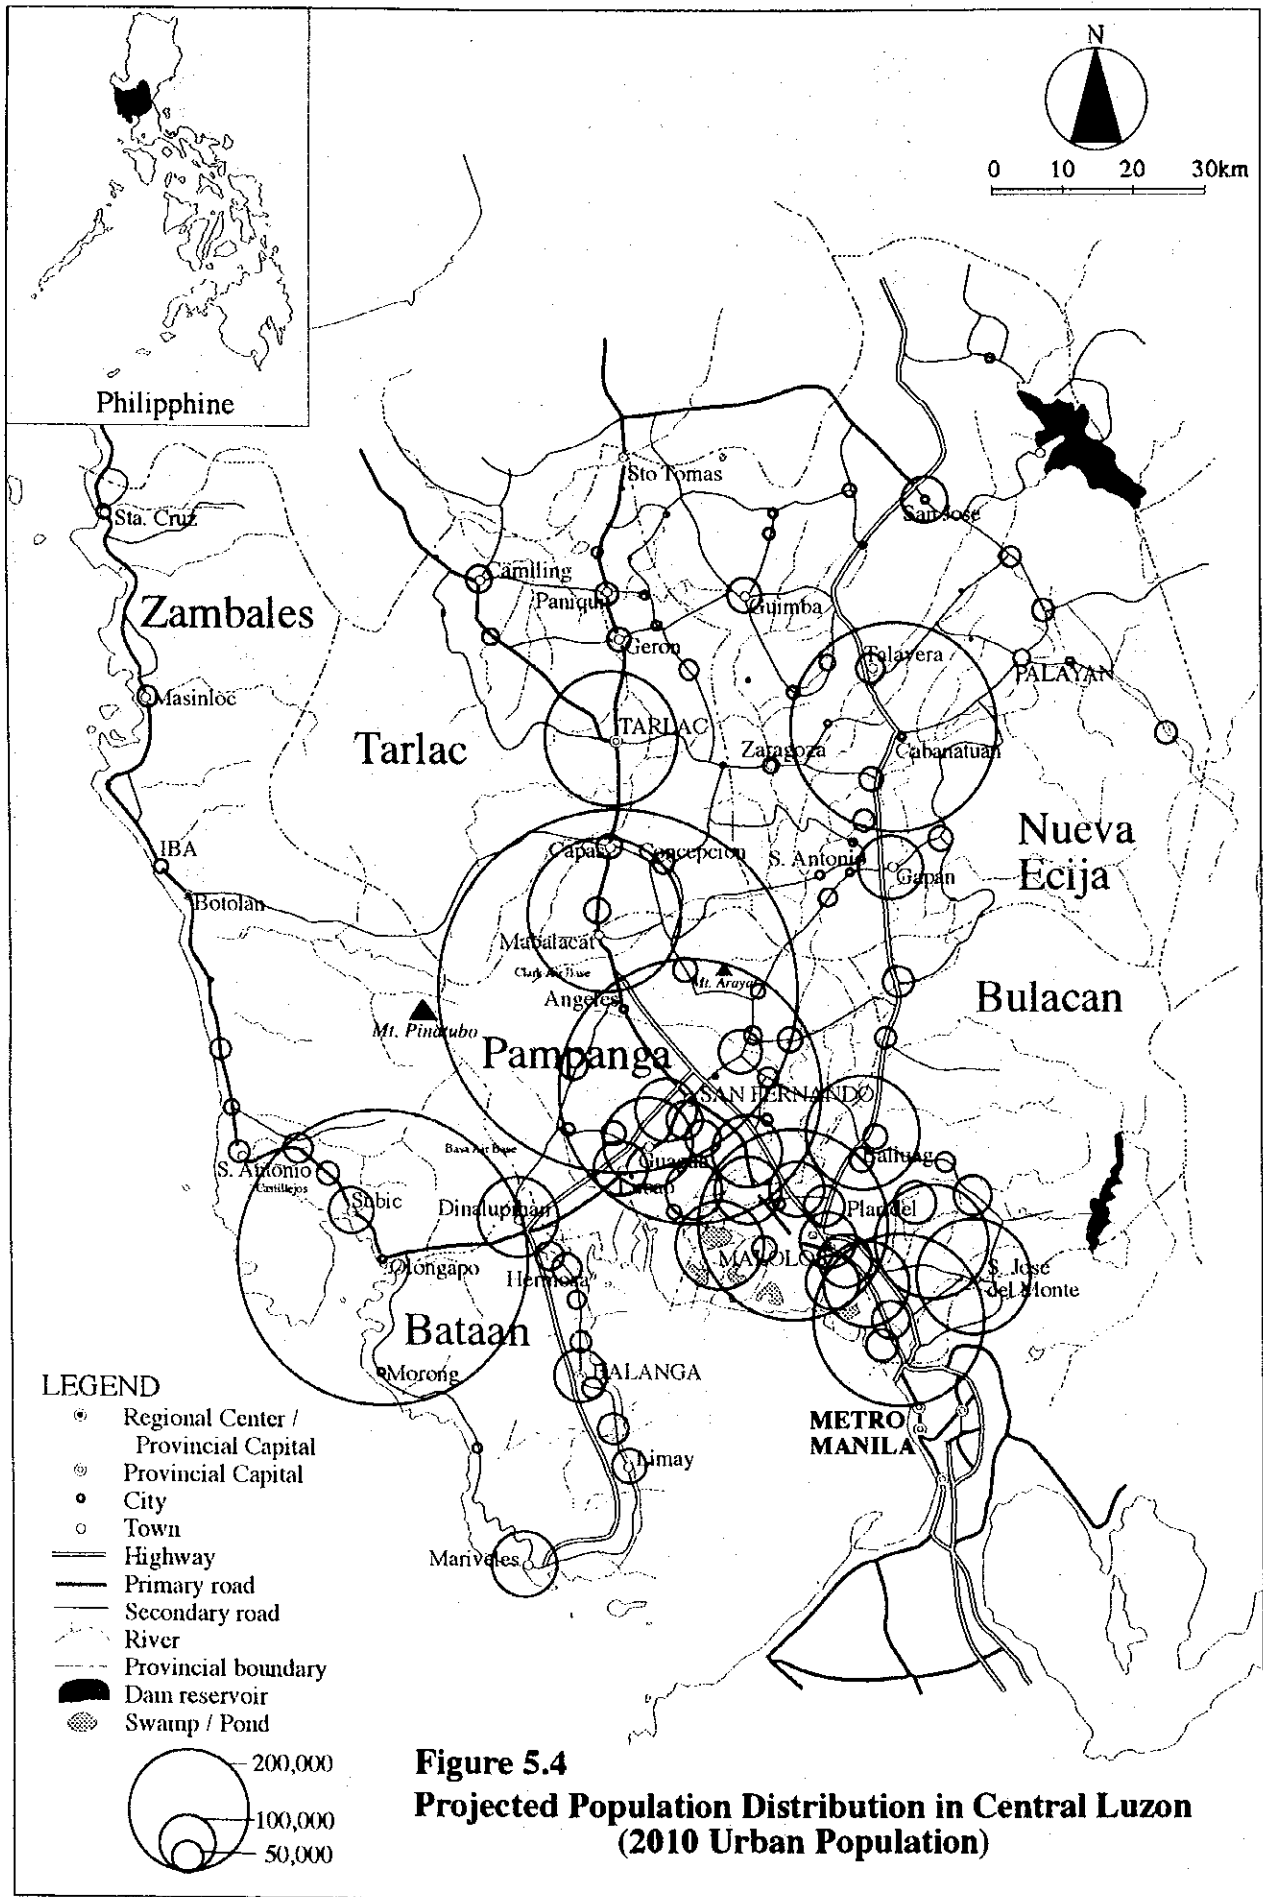 N
0 10 20 30km
Philipphine
Sto Tomas
San Jose
Sta. Cruz
Camiling
Zambales
Paniqui
Guimba
Geron
Talavera
PALAYAN
Masinloc
TARLAC
Tarlac
Zaragoza
Cabanatuan
Nueva
Ecija
IBA
Capas
Concepcion
S. Antonio
Gapan
Botolan
Mabalacat
Clark Air Base
Mt. Arayat
Angeles
Bulacan
Mt. Pinatubo
Pampanga
SAN FERNANDO
Basa Air Base
Guagua
Baliuag
S. Antonio
Castillejos
Lubao
Subic
Dinalupihan
Plaridel
MALOLOS
Olongapo
Hermosa
S. Jose
del Monte
Bataan
Morong
BALANGA
METRO
MANILA
Limay
Mariveles
LEGEND
Regional Center /
Provincial Capital
Provincial Capital
City
Town
Highway
Primary road
Secondary road
River
Provincial boundary
Dam reservoir
Swamp / Pond
200,000
100,000
50,000
Figure 5.4
Projected Population Distribution in Central Luzon
(2010 Urban Population)